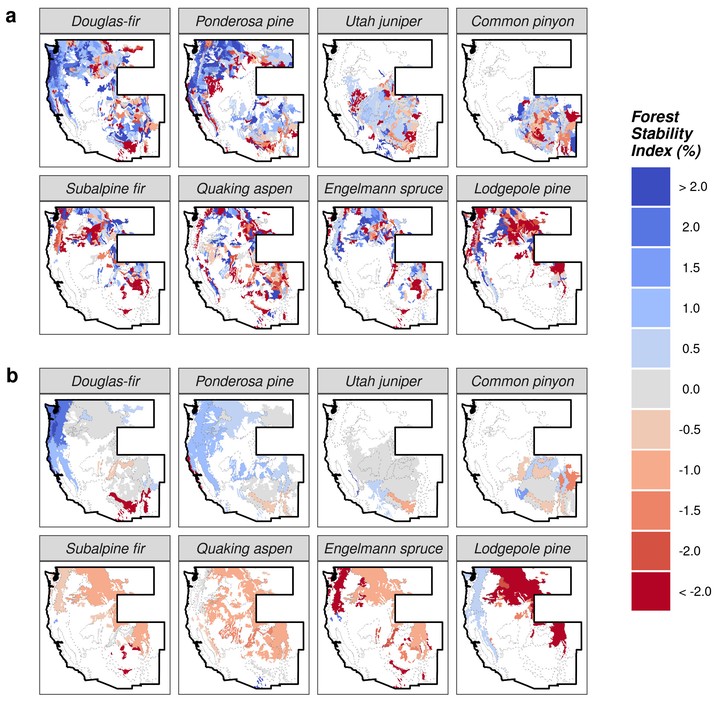 a
Douglas-fir
Ponderosa pine
Utah juniper
Common pinyon
Subalpine fir
Quaking aspen
Engelmann spruce
Lodgepole pine
b
Douglas-fir
Ponderosa pine
Utah juniper
Common pinyon
Subalpine fir
Quaking aspen
Engelmann spruce
Lodgepole pine
Forest
Stability
Index (%)
> 2.0
2.0
1.5
1.0
0.5
0.0
-0.5
-1.0
-1.5
-2.0
< -2.0